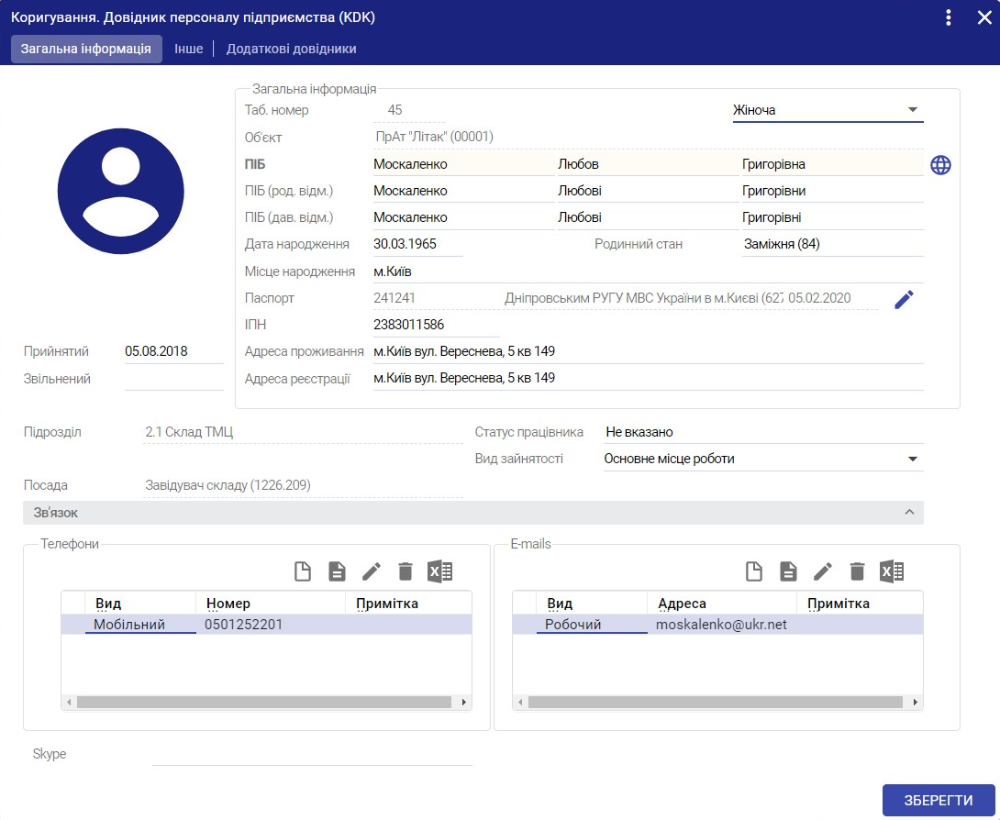 Коригування. Довідник персоналу підприємства (KDK)
Загальна інформація Інше Додаткові довідники
Загальна інформація
Таб. номер 45 Жіноча
Об'єкт ПрАт "Літак" (00001)
ПІБ Москаленко Любов Григорівна
ПІБ (род. відм.) Москаленко Любові Григорівни
ПІБ (дав. відм.) Москаленко Любові Григорівні
Дата народження 30.03.1965 Родинний стан Заміжня (84)
Місце народження м.Київ
Паспорт 241241 Дніпровським РУГУ МВС України в м.Києві (627 05.02.2020
ІПН 2383011586
Прийнятий 05.08.2018 Адреса проживання м.Київ вул. Вереснева, 5 кв 149
Звільнений Адреса реєстрації м.Київ вул. Вереснева, 5 кв 149
Підрозділ 2.1 Склад ТМЦ Статус працівника Не вказано
Вид зайнятості Основне місце роботи
Посада Завідувач складу (1226.209)
Зв'язок
Телефони E-mails
Вид Номер Примітка Вид Адреса Примітка
Мобільний 0501252201 Робочий moskalenko@ukr.net
Skype
ЗБЕРЕГТИ